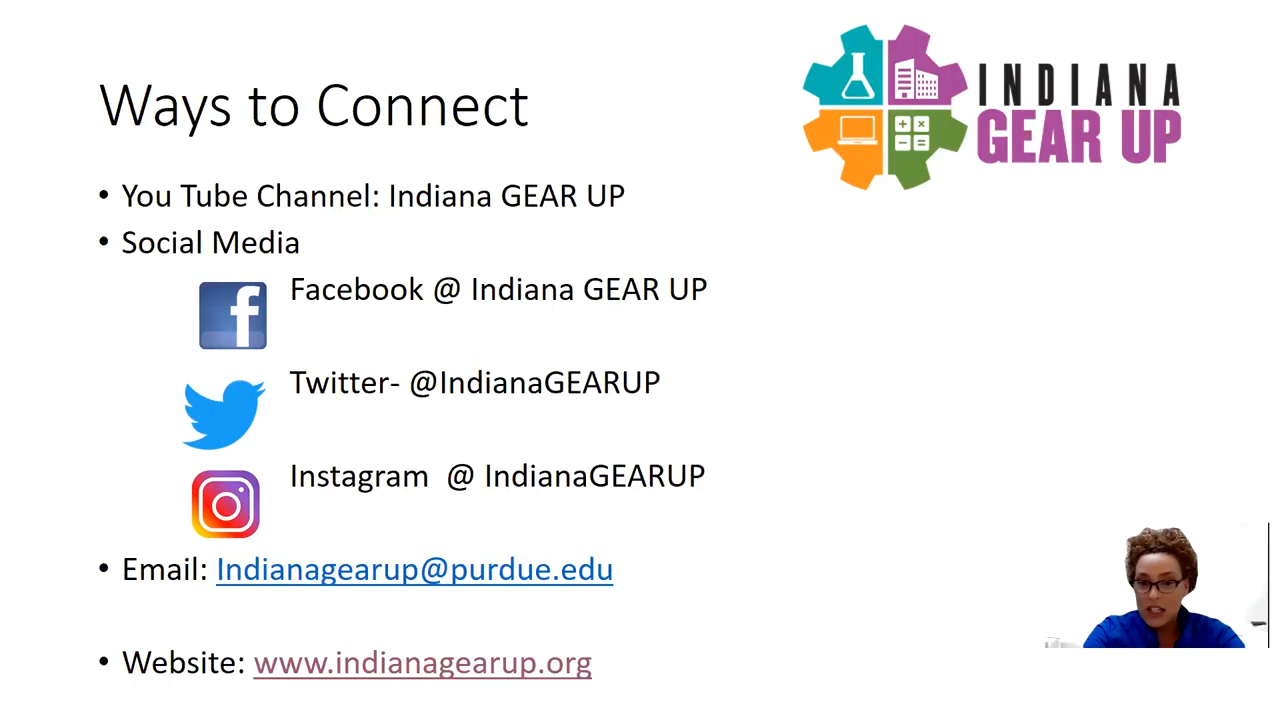 Ways to Connect
INDIANA
GEAR UP
• You Tube Channel: Indiana GEAR UP
• Social Media
Facebook @ Indiana GEAR UP
Twitter- @IndianaGEARUP
Instagram @ IndianaGEARUP
• Email: Indianagearup@purdue.edu
• Website: www.indianagearup.org